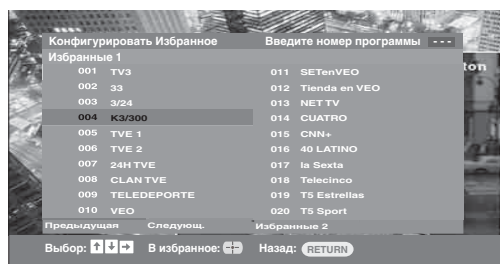 Конфигурировать Избранное Введите номер программы ---
Избранные 1
001 TV3
002 33
003 3/24
004 K3/300
005 TVE 1
006 TVE 2
007 24H TVE
008 CLAN TVE
009 TELEDEPORTE
010 VEO
011 SETenVEO
012 Tienda en VEO
013 NET TV
014 CUATRO
015 CNN+
016 40 LATINO
017 la Sexta
018 Telecinco
019 T5 Estrellas
020 T5 Sport
ton
Предыдущая Следующ. Избранные 2
Выбор: В избранное: Назад: RETURN